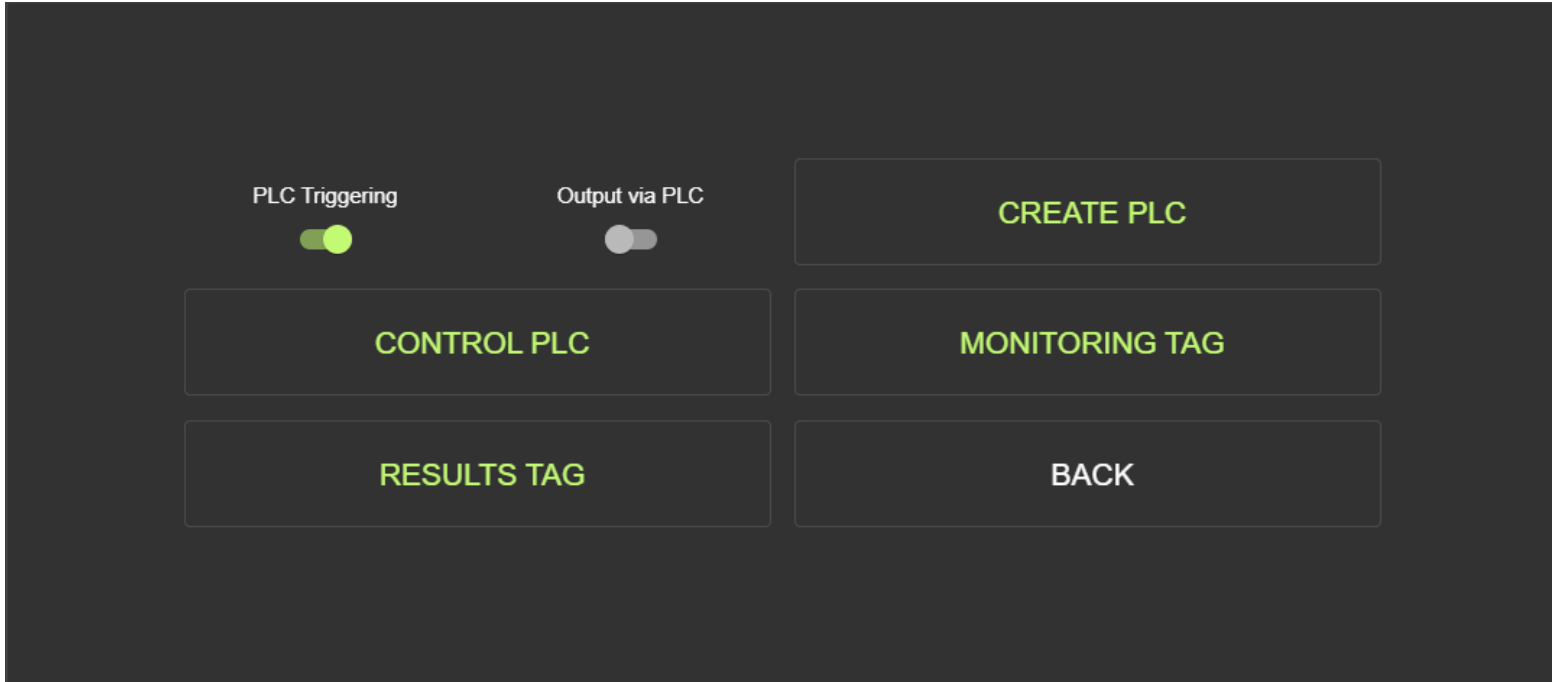 PLC Triggering
Output via PLC
CREATE PLC
CONTROL PLC
MONITORING TAG
RESULTS TAG
BACK